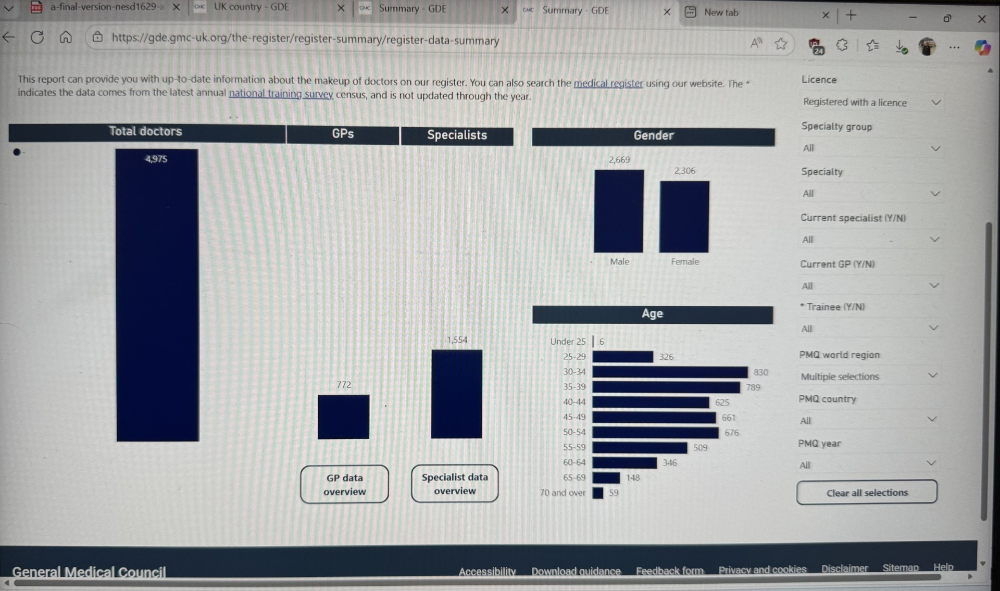 a-final-version-nesd1629-a
UK country - GDE
Summary - GDE
Summary - GDE
New tab
https://gde.gmc-uk.org/the-register/register-summary/register-data-summary
24
This report can provide you with up-to-date information about the makeup of doctors on our register. You can also search the medical register using our website. The *
indicates the data comes from the latest annual national training survey census, and is not updated through the year.
Total doctors
GPs
Specialists
4,975
772
1,554
GP data
overview
Specialist data
overview
Gender
2,669
2,306
Male
Female
Age
Under 25 6
25-29 326
30-34 830
35-39 789
40-44 625
45-49 661
50-54 676
55-59 509
60-64 346
65-69 148
70 and over 59
Licence
Registered with a licence
Specialty group
All
Specialty
All
Current specialist (Y/N)
All
Current GP (Y/N)
All
* Trainee (Y/N)
All
PMQ world region
Multiple selections
PMQ country
All
PMQ year
All
Clear all selections
General Medical Council
Accessibility
Download guidance
Feedback form
Privacy and cookies
Disclaimer
Sitemap
Help